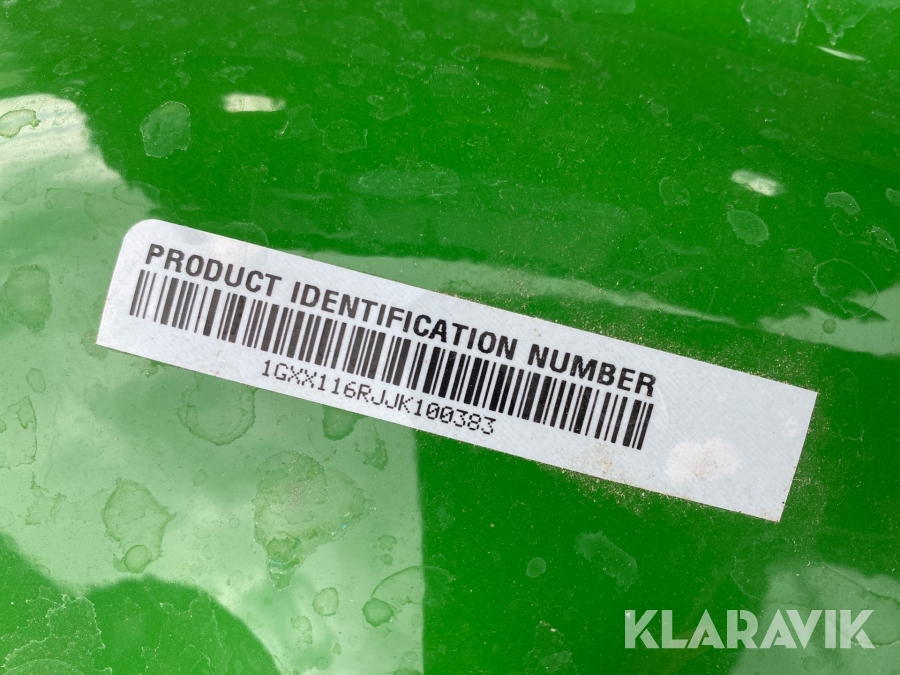 PRODUCT IDENTIFICATION NUMBER
1GXX116RJJK100383
KLARAVIK